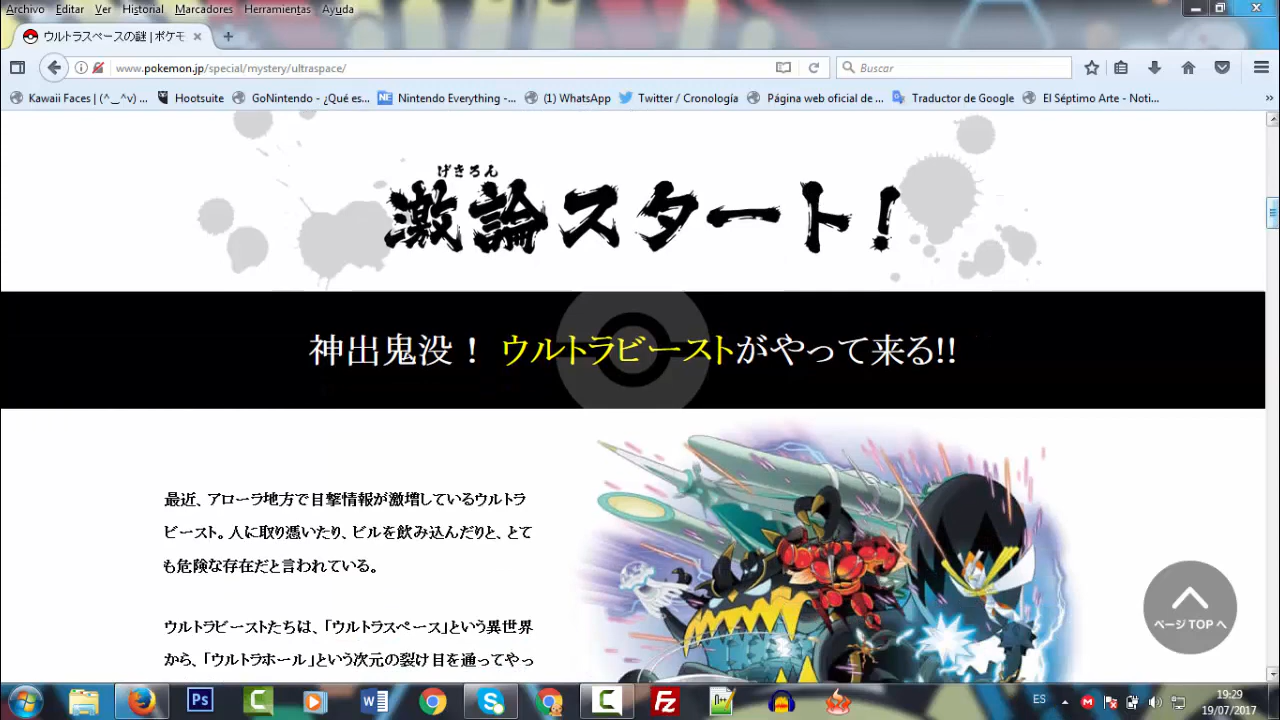 Archivo Editar Ver Historial Marcadores Herramientas Ayuda
ウルトラスペースの謎 | ポケモ
www.pokemon.jp/special/mystery/ultraspace/
Buscar
Kawaii Faces | (^‿^) ...
Hootsuite
GoNintendo - ¿Qué es...
NE Nintendo Everything -...
(1) WhatsApp
Twitter / Cronología
Página web oficial de ...
Traductor de Google
El Séptimo Arte - Noti...
げきろん
激論スタート!
神出鬼没! ウルトラビーストがやって来る!!
最近、アローラ地方で目撃情報が激増しているウルトラ
ビースト。人に取り憑いたり、ビルを飲み込んだりと、とて
も危険な存在だと言われている。
ウルトラビーストたちは、「ウルトラスペース」という異世界
から、「ウルトラホール」という次元の裂け目を通ってやっ
ページTOPへ
ES
19:29
19/07/2017